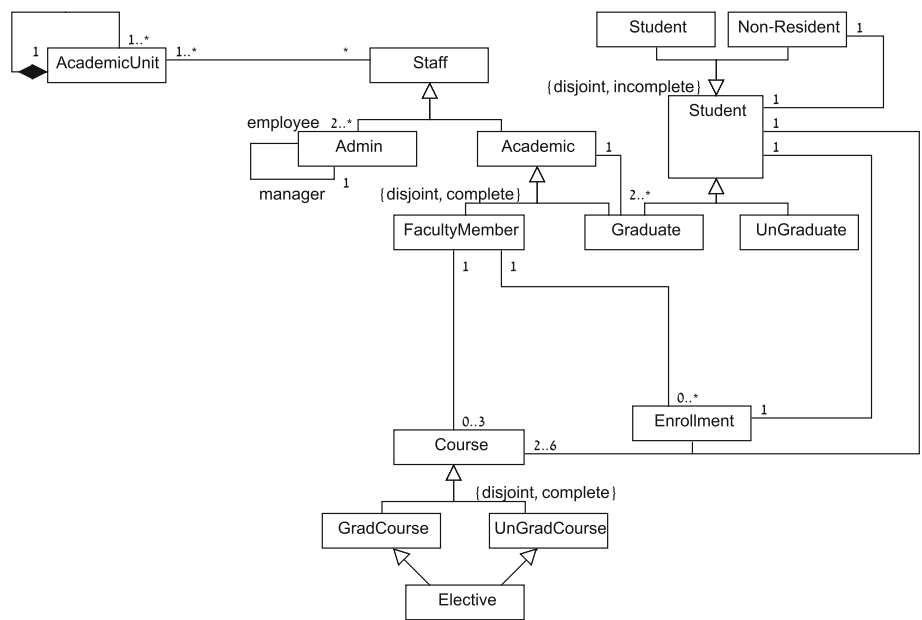 Student
Non-Resident
1
1
1..*
AcademicUnit
1..*
*
Staff
{disjoint, incomplete}
1
Student
1
1
employee
2..*
Admin
manager
1
Academic
1
{disjoint, complete}
2..*
FacultyMember
Graduate
UnGraduate
1
1
0..*
Enrollment
1
0..3
Course
2..6
{disjoint, complete}
GradCourse
UnGradCourse
Elective